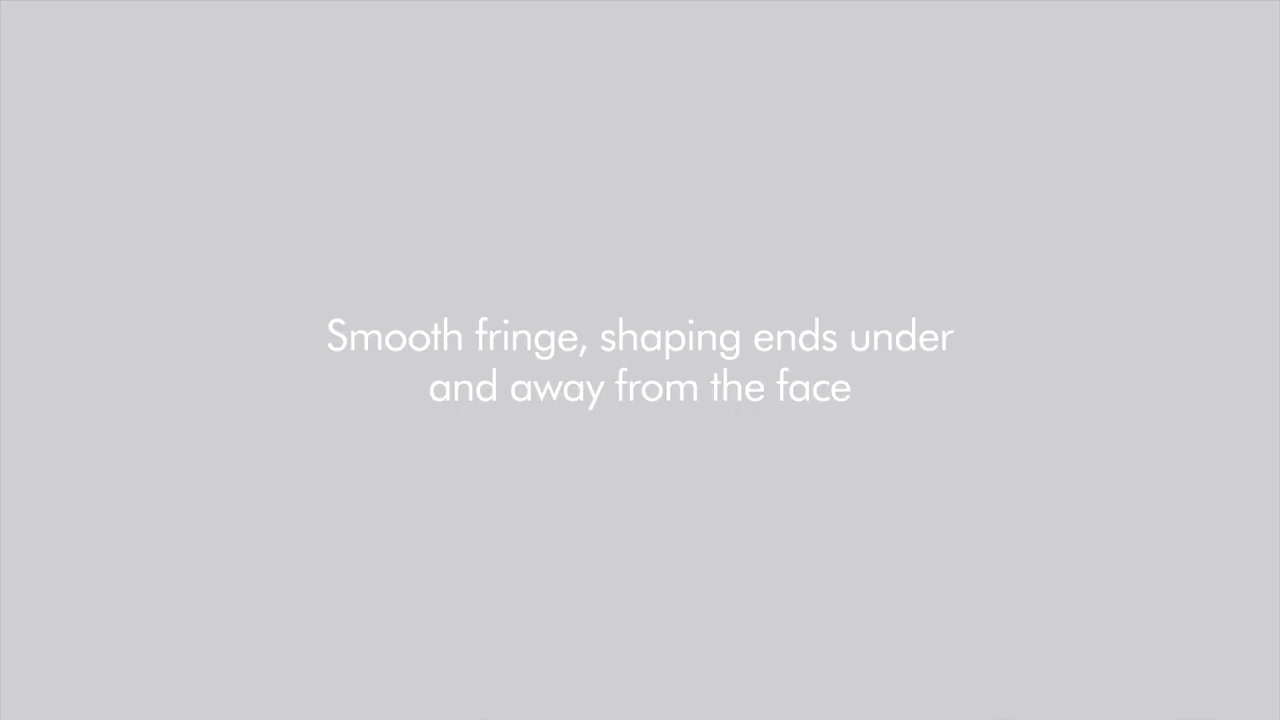 Smooth fringe, shaping ends under
and away from the face